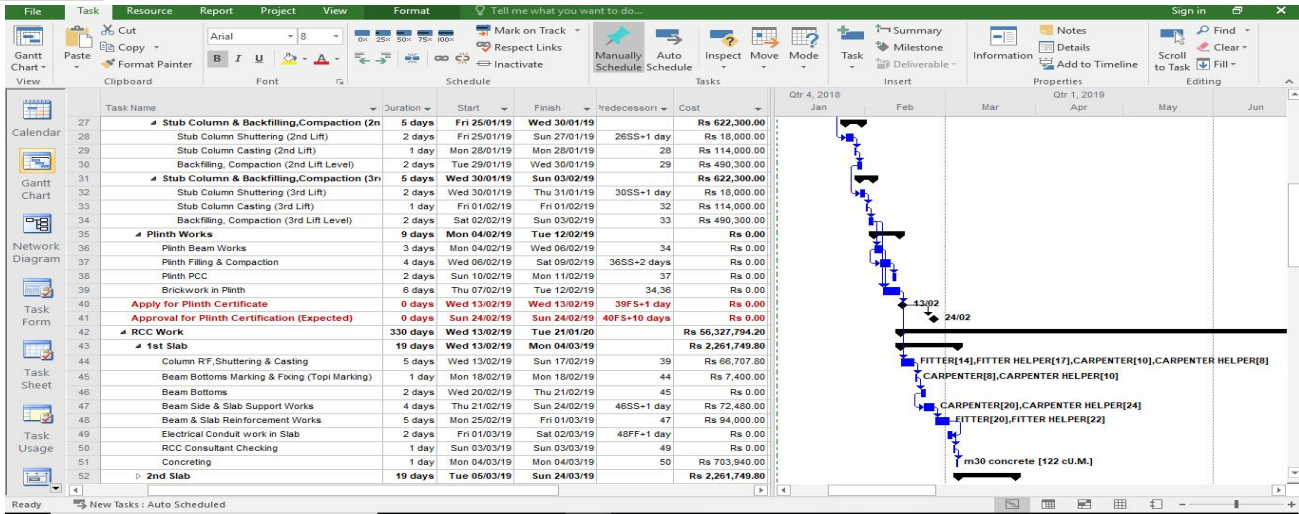 File Task Resource Report Project View Format Tell me what you want to do... Sign in
Cut
Copy
Format Painter
Paste
Gantt Chart
Arial 8
B I U A
0× 25× 50× 75× 100×
Mark on Track
Respect Links
Inactivate
Manually Schedule
Auto Schedule
Inspect
Move
Mode
Task
Summary
Milestone
Deliverable
Information
Notes
Details
Add to Timeline
Scroll to Task
Find
Clear
Fill
View Clipboard Font Schedule Tasks Insert Properties Editing
Calendar
Gantt Chart
Network Diagram
Task Form
Task Sheet
Task Usage
Task Name Duration Start Finish Predecessors Cost
Qtr 4, 2018 Qtr 1, 2019
Jan Feb Mar Apr May Jun
27 Stub Column & Backfilling,Compaction (2n 5 days Fri 25/01/19 Wed 30/01/19 Rs 622,300.00
28 Stub Column Shuttering (2nd Lift) 2 days Fri 25/01/19 Sun 27/01/19 26SS+1 day Rs 18,000.00
29 Stub Column Casting (2nd Lift) 1 day Mon 28/01/19 Mon 28/01/19 28 Rs 114,000.00
30 Backfilling, Compaction (2nd Lift Level) 2 days Tue 29/01/19 Wed 30/01/19 29 Rs 490,300.00
31 Stub Column & Backfilling,Compaction (3r 5 days Wed 30/01/19 Sun 03/02/19 Rs 622,300.00
32 Stub Column Shuttering (3rd Lift) 2 days Wed 30/01/19 Thu 31/01/19 30SS+1 day Rs 18,000.00
33 Stub Column Casting (3rd Lift) 1 day Fri 01/02/19 Fri 01/02/19 32 Rs 114,000.00
34 Backfilling, Compaction (3rd Lift Level) 2 days Sat 02/02/19 Sun 03/02/19 33 Rs 490,300.00
35 Plinth Works 9 days Mon 04/02/19 Tue 12/02/19 Rs 0.00
36 Plinth Beam Works 3 days Mon 04/02/19 Wed 06/02/19 34 Rs 0.00
37 Plinth Filling & Compaction 4 days Wed 06/02/19 Sat 09/02/19 36SS+2 days Rs 0.00
38 Plinth PCC 2 days Sun 10/02/19 Mon 11/02/19 37 Rs 0.00
39 Brickwork in Plinth 6 days Thu 07/02/19 Tue 12/02/19 34,36 Rs 0.00
40 Apply for Plinth Certificate 0 days Wed 13/02/19 Wed 13/02/19 39FS+1 day Rs 0.00 13/02
41 Approval for Plinth Certification (Expected) 0 days Sun 24/02/19 Sun 24/02/19 40FS+10 days Rs 0.00 24/02
42 RCC Work 330 days Wed 13/02/19 Tue 21/01/20 Rs 56,327,794.20
43 1st Slab 19 days Wed 13/02/19 Mon 04/03/19 Rs 2,261,749.80
44 Column R'F,Shuttering & Casting 5 days Wed 13/02/19 Sun 17/02/19 39 Rs 66,707.80 FITTER[14],FITTER HELPER[17],CARPENTER[10],CARPENTER HELPER[8]
45 Beam Bottoms Marking & Fixing (Topi Marking) 1 day Mon 18/02/19 Mon 18/02/19 44 Rs 7,400.00 CARPENTER[8],CARPENTER HELPER[10]
46 Beam Bottoms 2 days Wed 20/02/19 Thu 21/02/19 45 Rs 0.00
47 Beam Side & Slab Support Works 4 days Thu 21/02/19 Sun 24/02/19 46SS+1 day Rs 72,480.00 CARPENTER[20],CARPENTER HELPER[24]
48 Beam & Slab Reinforcement Works 5 days Mon 25/02/19 Fri 01/03/19 47 Rs 94,000.00 FITTER[20],FITTER HELPER[22]
49 Electrical Conduit work in Slab 2 days Fri 01/03/19 Sat 02/03/19 48FF+1 day Rs 0.00
50 RCC Consultant Checking 1 day Sun 03/03/19 Sun 03/03/19 49 Rs 0.00
51 Concreting 1 day Mon 04/03/19 Mon 04/03/19 50 Rs 703,940.00 m30 concrete [122 cU.M.]
52 2nd Slab 19 days Tue 05/03/19 Sun 24/03/19 Rs 2,261,749.80
Ready New Tasks : Auto Scheduled